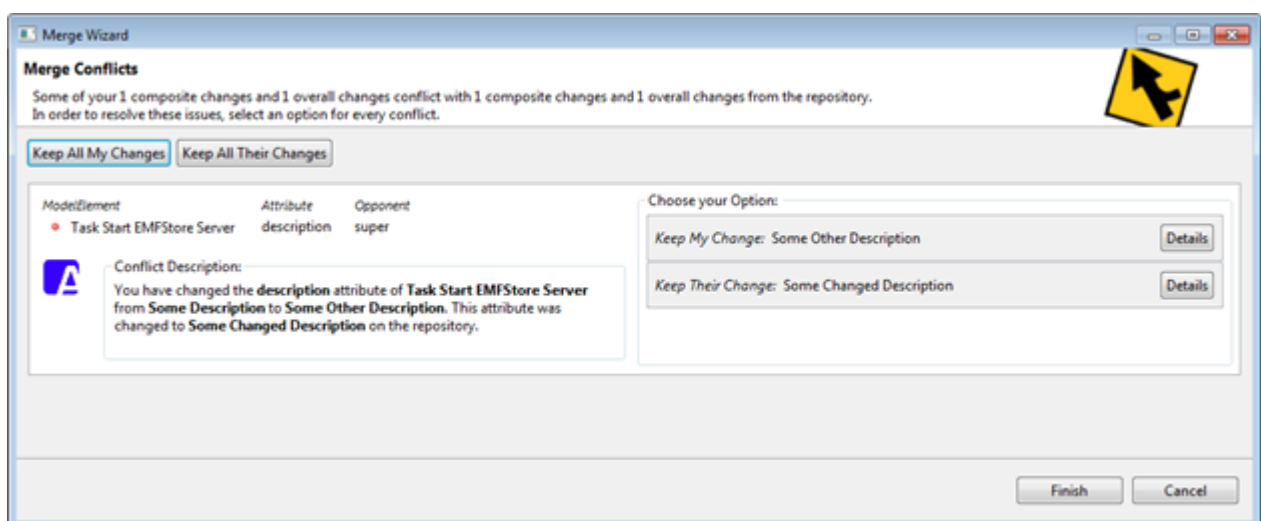 Merge Wizard
Merge Conflicts
Some of your 1 composite changes and 1 overall changes conflict with 1 composite changes and 1 overall changes from the repository.
In order to resolve these issues, select an option for every conflict.
Keep All My Changes Keep All Their Changes
ModelElement Attribute Opponent
Task Start EMFStore Server description super
Conflict Description:
You have changed the description attribute of Task Start EMFStore Server
from Some Description to Some Other Description. This attribute was
changed to Some Changed Description on the repository.
Choose your Option:
Keep My Change: Some Other Description Details
Keep Their Change: Some Changed Description Details
Finish Cancel